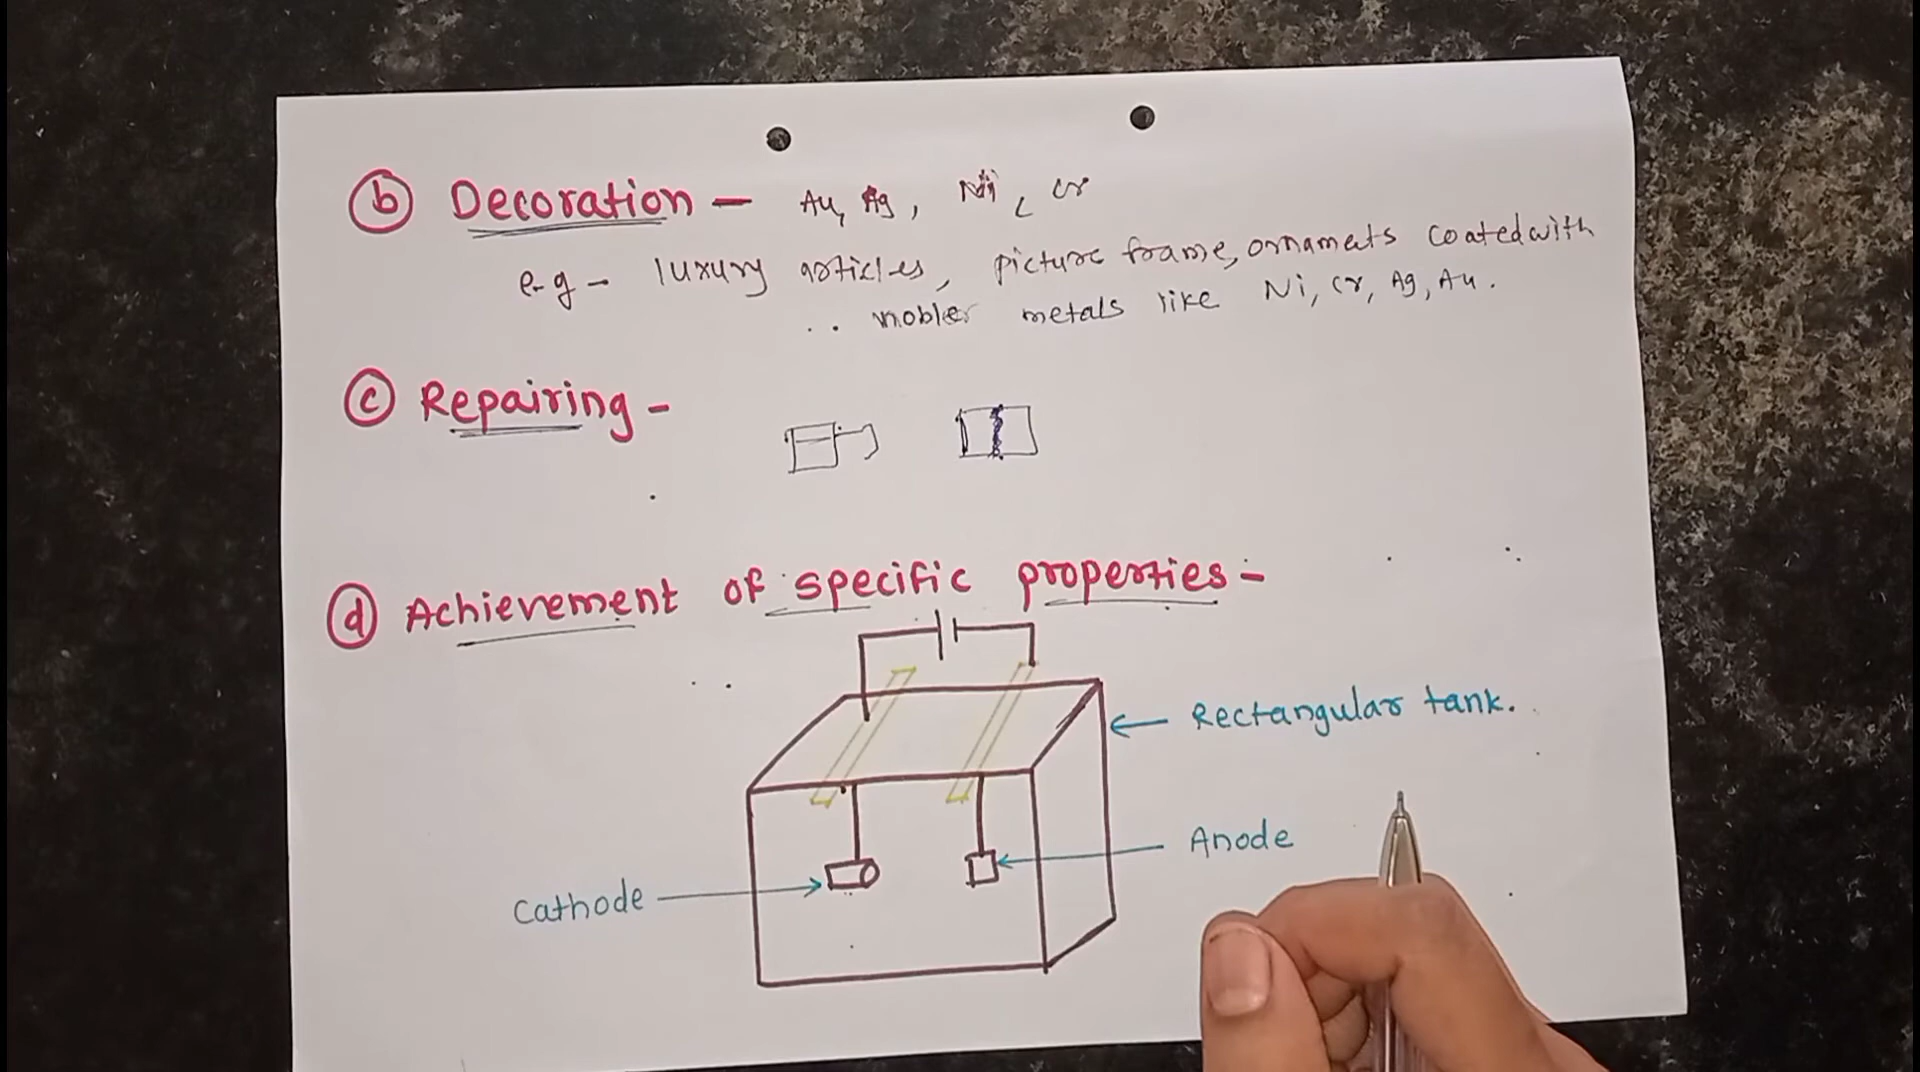 ⓑ Decoration - Au, Ag, Ni, Cr
e.g - luxury articles, picture frame, ornamets coated with
nobler metals like Ni, Cr, Ag, Au.
ⓒ Repairing -
ⓓ Achievement of specific properties -
← Rectangular tank.
Anode
Cathode